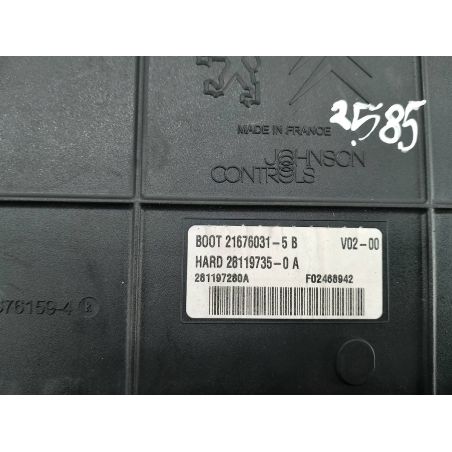 2585
MADE IN FRANCE
JOHNSON
CONTROLS
BOOT 21676031-5 B V02-00
HARD 28119735-0 A
281197280A F02468942
676159-4